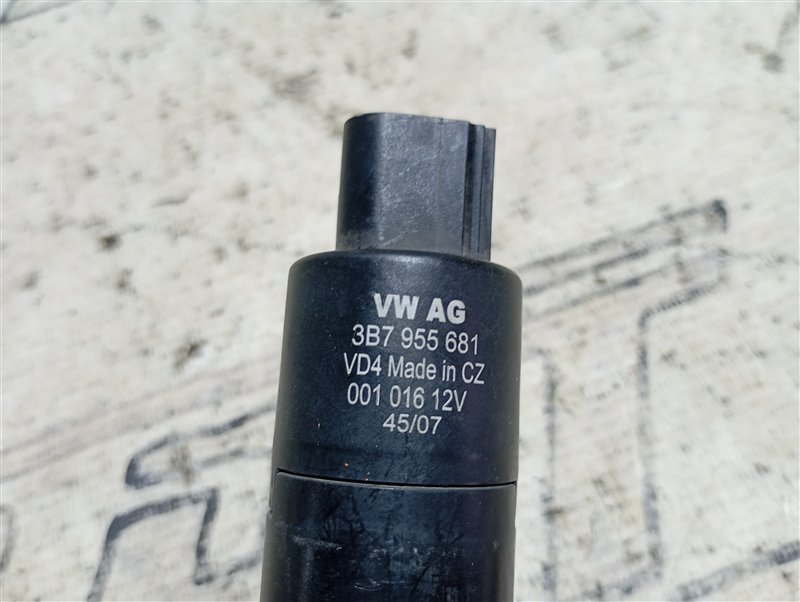 VW AG
3B7 955 681
VD4 Made in CZ
001 016 12V
45/07